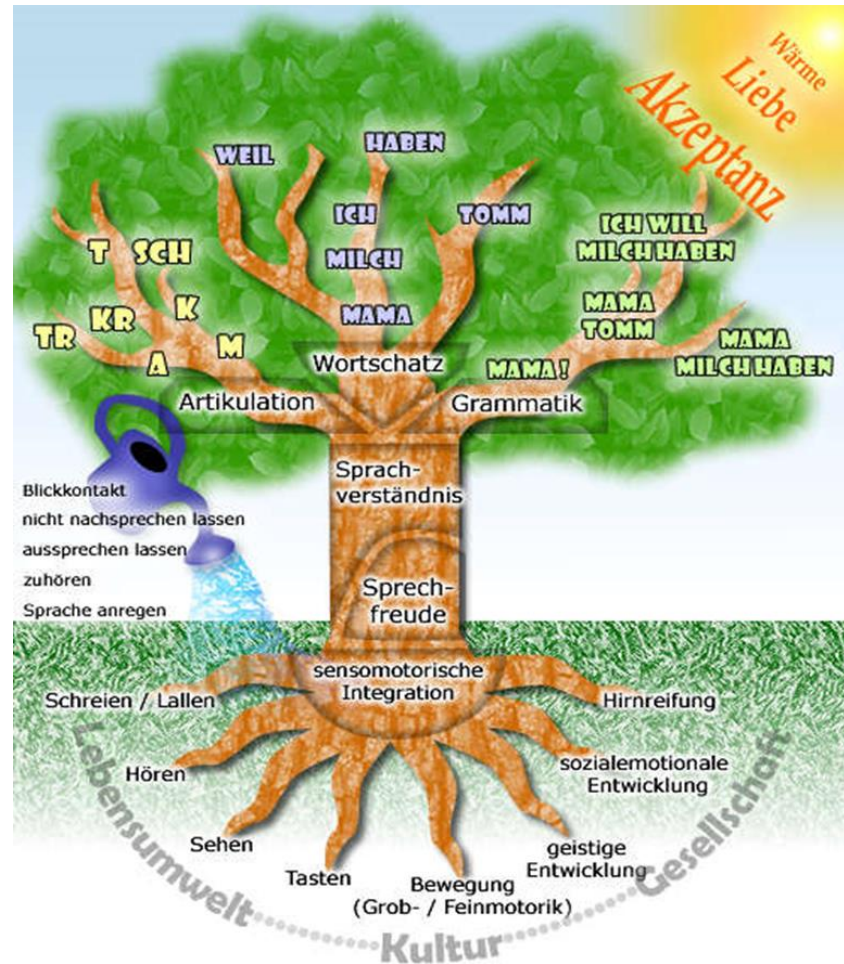 Wärme
Liebe
Akzeptanz
WEIL
HABEN
ICH
TOMM
MILCH
MAMA
T SCH
K
KR
TR
A
M
ICH WILL
MILCH HABEN
MAMA
TOMM
MAMA
MILCH HABEN
MAMA !
Wortschatz
Artikulation
Grammatik
Sprach-
verständnis
Sprech-
freude
Blickkontakt
nicht nachsprechen lassen
aussprechen lassen
zuhören
Sprache anregen
sensomotorische
Integration
Schreien / Lallen
Hören
Sehen
Tasten
Bewegung
(Grob- / Feinmotorik)
geistige
Entwicklung
sozialemotionale
Entwicklung
Hirnreifung
Lebensumwelt
Kultur
Gesellschaft